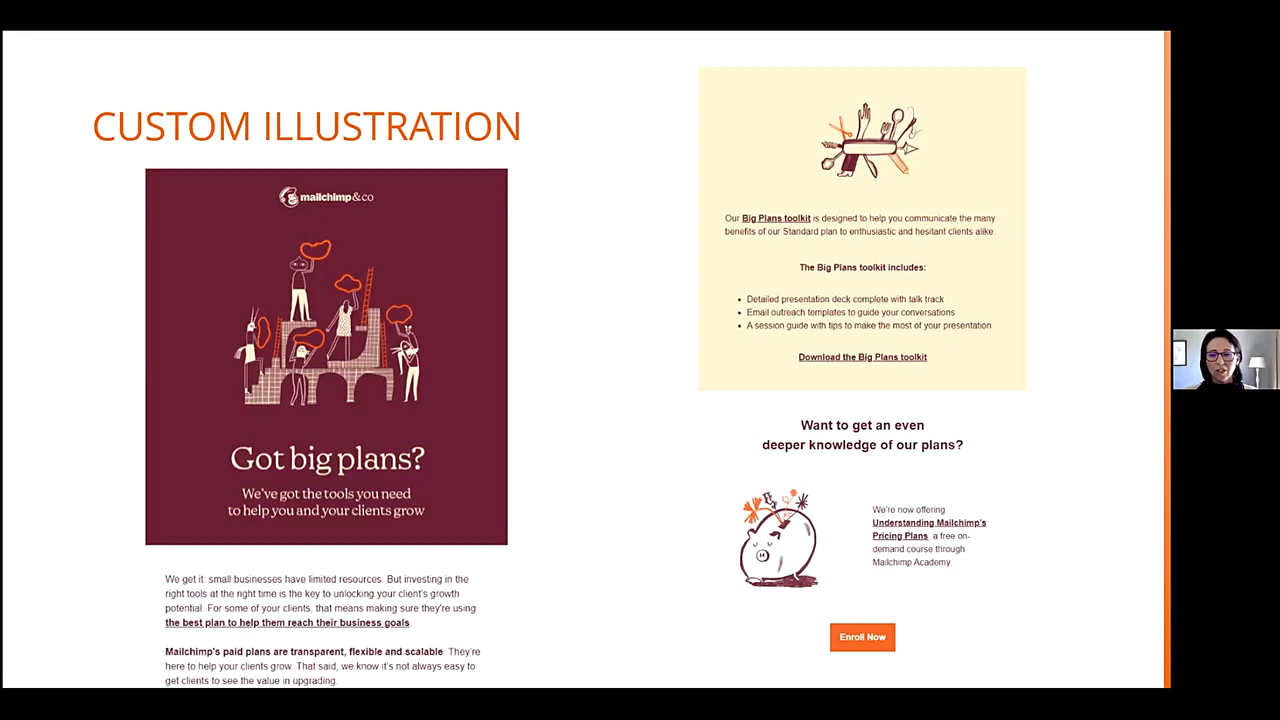 CUSTOM ILLUSTRATION
mailchimp&co
Got big plans?
We've got the tools you need
to help you and your clients grow
We get it: small businesses have limited resources. But investing in the
right tools at the right time is the key to unlocking your client's growth
potential. For some of your clients, that means making sure they're using
the best plan to help them reach their business goals.
Mailchimp's paid plans are transparent, flexible and scalable. They're
here to help your clients grow. That said, we know it's not always easy to
get clients to see the value in upgrading.
Our Big Plans toolkit is designed to help you communicate the many
benefits of our Standard plan to enthusiastic and hesitant clients alike.
The Big Plans toolkit includes:
• Detailed presentation deck complete with talk track
• Email outreach templates to guide your conversations
• A session guide with tips to make the most of your presentation
Download the Big Plans toolkit
Want to get an even
deeper knowledge of our plans?
We're now offering
Understanding Mailchimp's
Pricing Plans, a free on-
demand course through
Mailchimp Academy.
Enroll Now